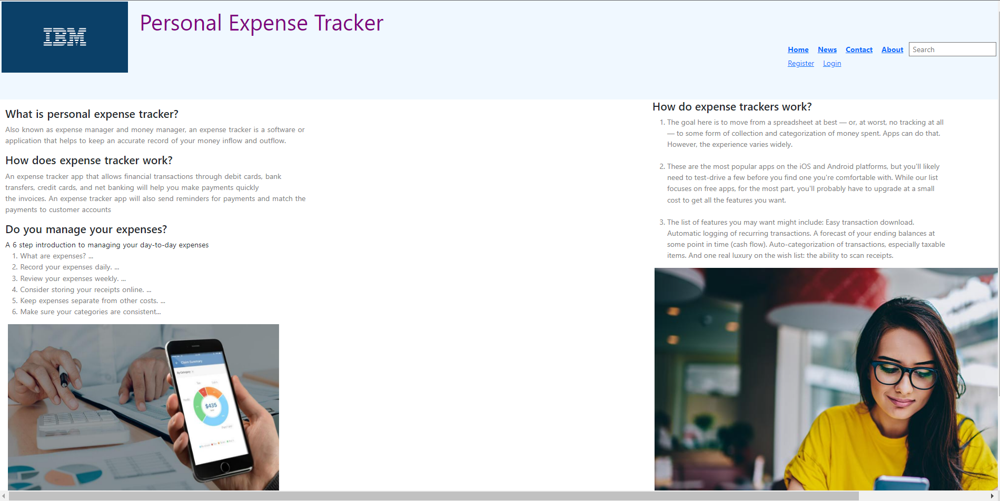 IBM
Personal Expense Tracker
Home News Contact About Search
Register Login
What is personal expense tracker?
Also known as expense manager and money manager, an expense tracker is a software or
application that helps to keep an accurate record of your money inflow and outflow.
How does expense tracker work?
An expense tracker app that allows financial transactions through debit cards, bank
transfers, credit cards, and net banking will help you make payments quickly
the invoices. An expense tracker app will also send reminders for payments and match the
payments to customer accounts
Do you manage your expenses?
A 6 step introduction to managing your day-to-day expenses
1. What are expenses? ...
2. Record your expenses daily. ...
3. Review your expenses weekly. ...
4. Consider storing your receipts online. ...
5. Keep expenses separate from other costs. ...
6. Make sure your categories are consistent...
Claim Summary
By Category
$435
How do expense trackers work?
1. The goal here is to move from a spreadsheet at best — or, at worst, no tracking at all
— to some form of collection and categorization of money spent. Apps can do that.
However, the experience varies widely.
2. These are the most popular apps on the iOS and Android platforms, but you'll likely
need to test-drive a few before you find one you're comfortable with. While our list
focuses on free apps, for the most part, you'll probably have to upgrade at a small
cost to get all the features you want.
3. The list of features you may want might include: Easy transaction download.
Automatic logging of recurring transactions. A forecast of your ending balances at
some point in time (cash flow). Auto-categorization of transactions, especially taxable
items. And one real luxury on the wish list: the ability to scan receipts.